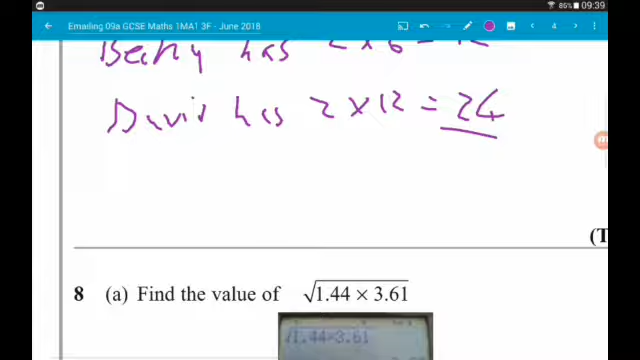 86% 09:39
Emailing 09a GCSE Maths 1MA1 3F - June 2018
4
Becky has 2 × 6 = 12
David has 2 × 12 = 24
(T
8 (a) Find the value of √1.44 × 3.61
√1.44×3.61